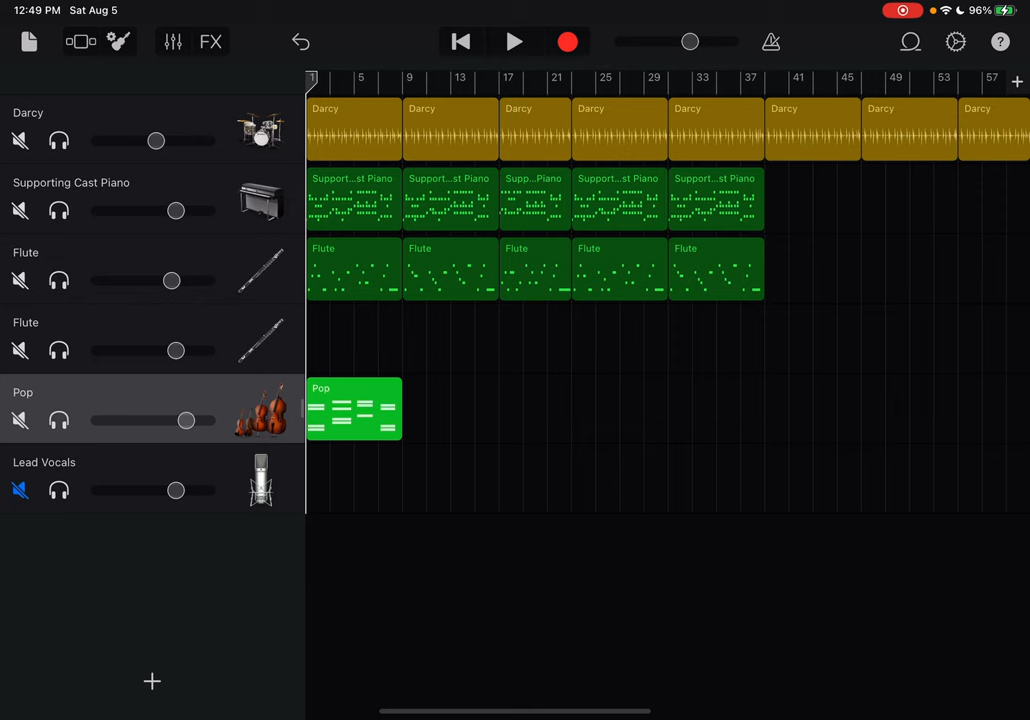 12:49 PM Sat Aug 5
96%
FX
?
1 5 9 13 17 21 25 29 33 37 41 45 49 53 57
Darcy
Darcy Darcy Darcy Darcy Darcy Darcy Darcy Darcy
Supporting Cast Piano
Support...st Piano Support...st Piano Supp...Piano Support...st Piano Support...st Piano
Flute
Flute Flute Flute Flute Flute
Flute
Pop
Pop
Lead Vocals